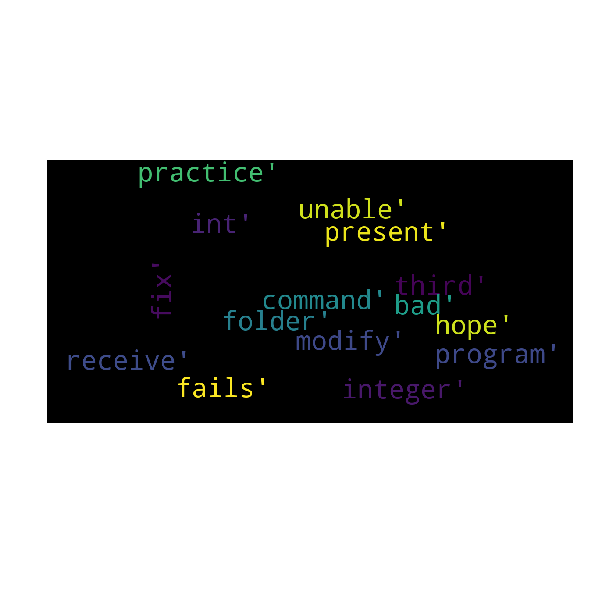 practice'
unable'
int'
present'
fix'
third'
command'
bad'
folder'
hope'
modify'
program'
receive'
fails'
integer'